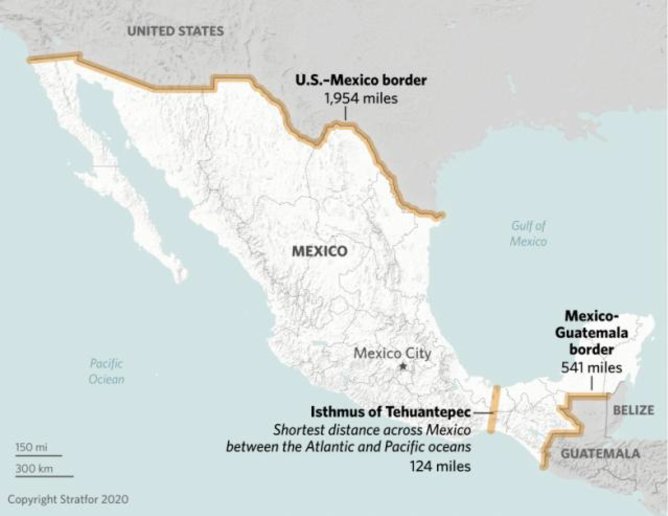 UNITED STATES
U.S.–Mexico border
1,954 miles
Gulf of
Mexico
MEXICO
Mexico-
Guatemala
border
541 miles
Mexico City
Pacific
Ociean
Isthmus of Tehuantepec
Shortest distance across Mexico
between the Atlantic and Pacific oceans
124 miles
BELIZE
GUATEMALA
150 mi
300 km
Copyright Stratfor 2020